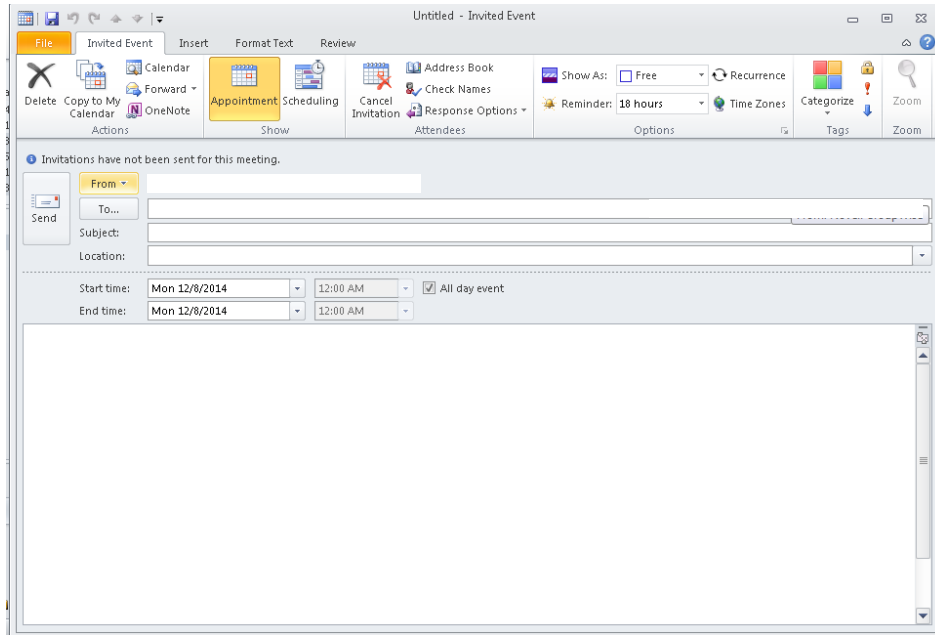 Untitled - Invited Event
File Invited Event Insert Format Text Review
Delete
Copy to My Calendar
Calendar
Forward
OneNote
Actions
Appointment
Scheduling
Show
Cancel Invitation
Address Book
Check Names
Response Options
Attendees
Show As: Free
Reminder: 18 hours
Recurrence
Time Zones
Options
Categorize
Tags
Zoom
Zoom
Invitations have not been sent for this meeting.
Send
From
To...
Subject:
Location:
Start time: Mon 12/8/2014 12:00 AM All day event
End time: Mon 12/8/2014 12:00 AM